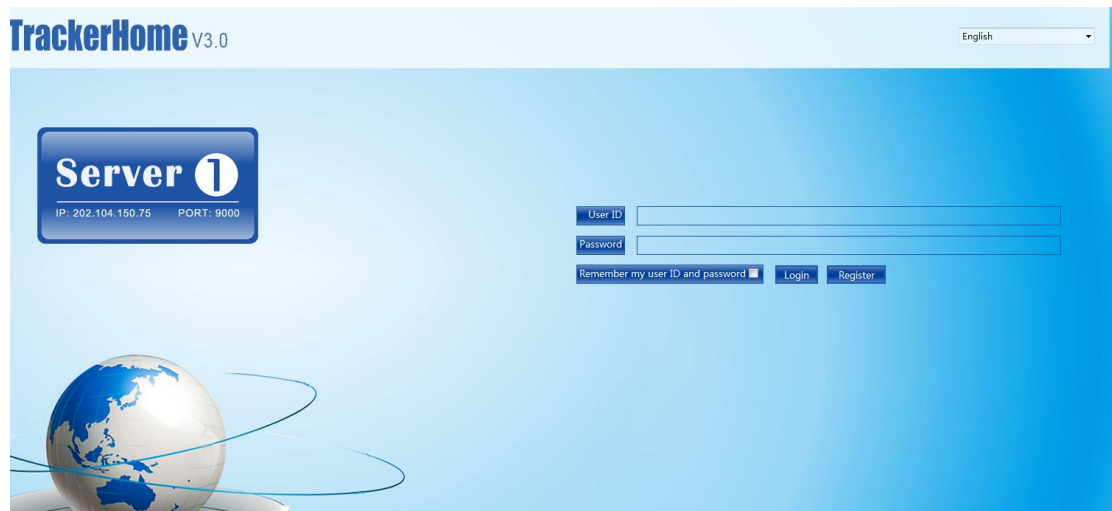 TrackerHome V3.0
English
Server 1
IP: 202.104.150.75 PORT: 9000
User ID
Password
Remember my user ID and password
Login
Register